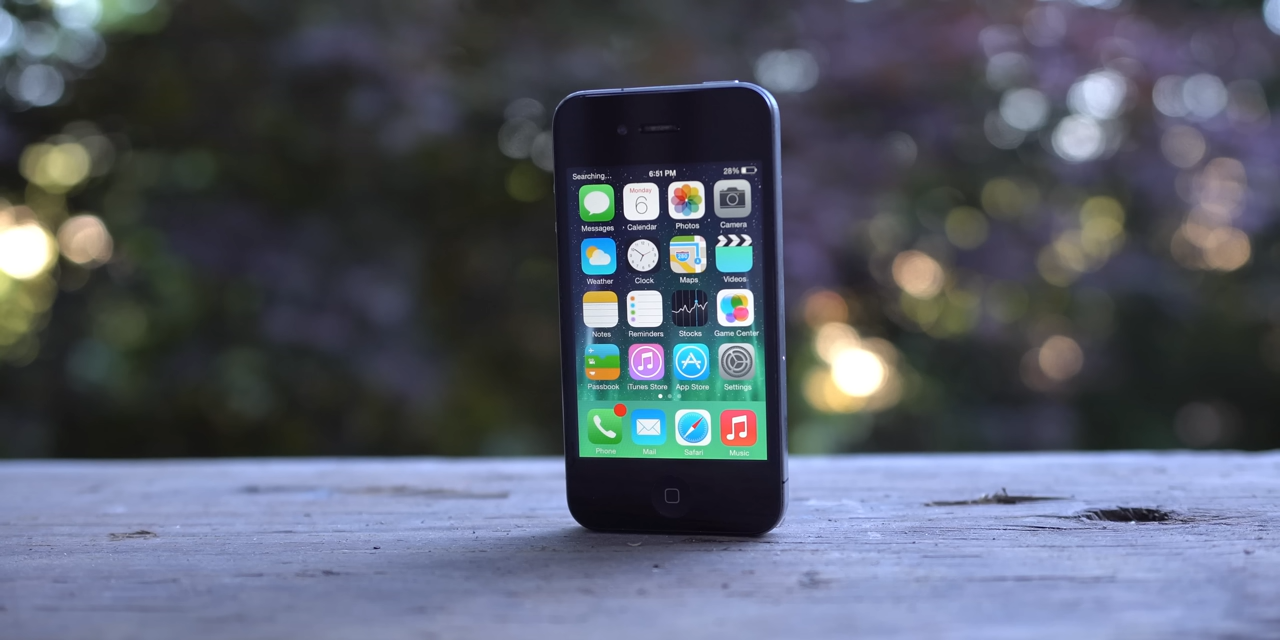 Searching... 6:51 PM 28%
Monday
6
Messages Calendar Photos Camera
280
Weather Clock Maps Videos
Notes Reminders Stocks Game Center
Passbook iTunes Store App Store Settings
Phone Mail Safari Music